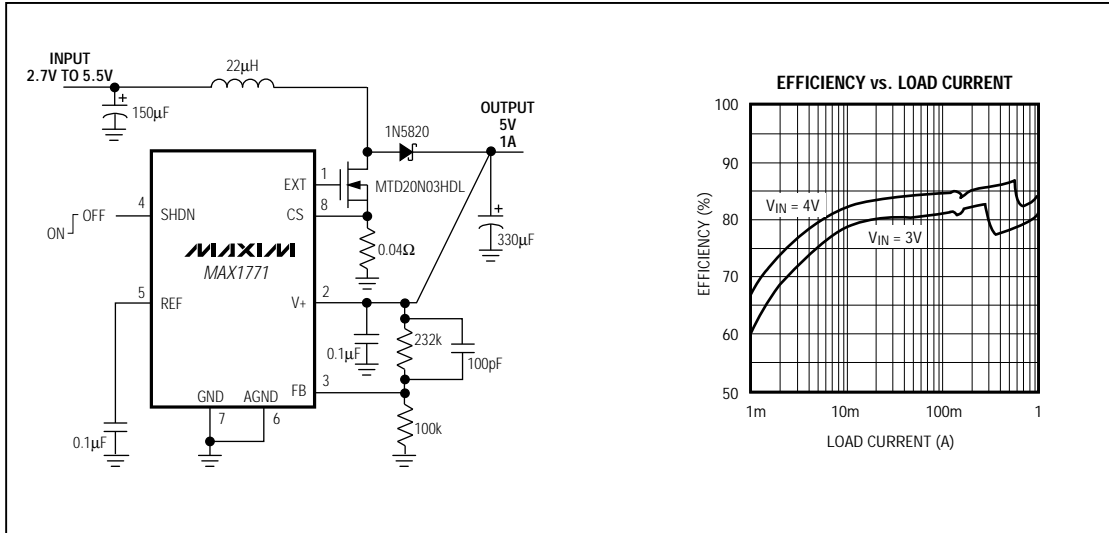 INPUT
2.7V TO 5.5V
22µH
150µF
OUTPUT
5V
1A
1N5820
1
EXT
MTD20N03HDL
8
CS
4
OFF
ON
SHDN
0.04Ω
330µF
MAXIM
MAX1771
2
V+
5
REF
232k
0.1µF
100pF
3
FB
GND
AGND
7
6
100k
0.1µF
EFFICIENCY vs. LOAD CURRENT
100
90
80
70
60
50
EFFICIENCY (%)
VIN = 4V
VIN = 3V
1m
10m
100m
1
LOAD CURRENT (A)